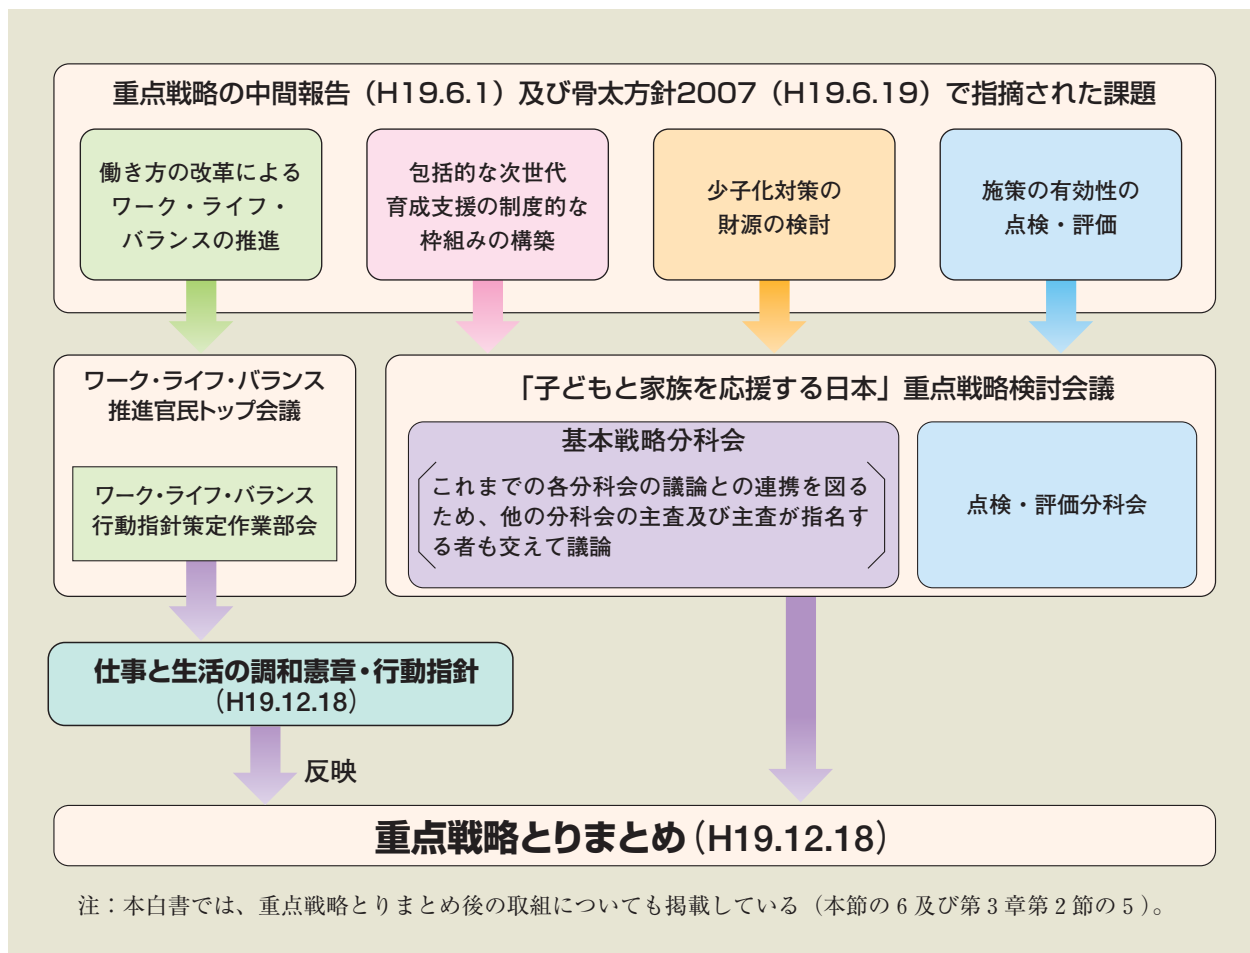 重点戦略の中間報告（H19.6.1）及び骨太方針2007（H19.6.19）で指摘された課題
働き方の改革による
ワーク・ライフ・
バランスの推進
包括的な次世代
育成支援の制度的な
枠組みの構築
少子化対策の
財源の検討
施策の有効性の
点検・評価
ワーク・ライフ・バランス
推進官民トップ会議
ワーク・ライフ・バランス
行動指針策定作業部会
「子どもと家族を応援する日本」重点戦略検討会議
基本戦略分科会
これまでの各分科会の議論との連携を図る
ため、他の分科会の主査及び主査が指名す
る者も交えて議論
点検・評価分科会
仕事と生活の調和憲章・行動指針
（H19.12.18）
反映
重点戦略とりまとめ（H19.12.18）
注：本白書では、重点戦略とりまとめ後の取組についても掲載している（本節の6及び第3章第2節の5）。